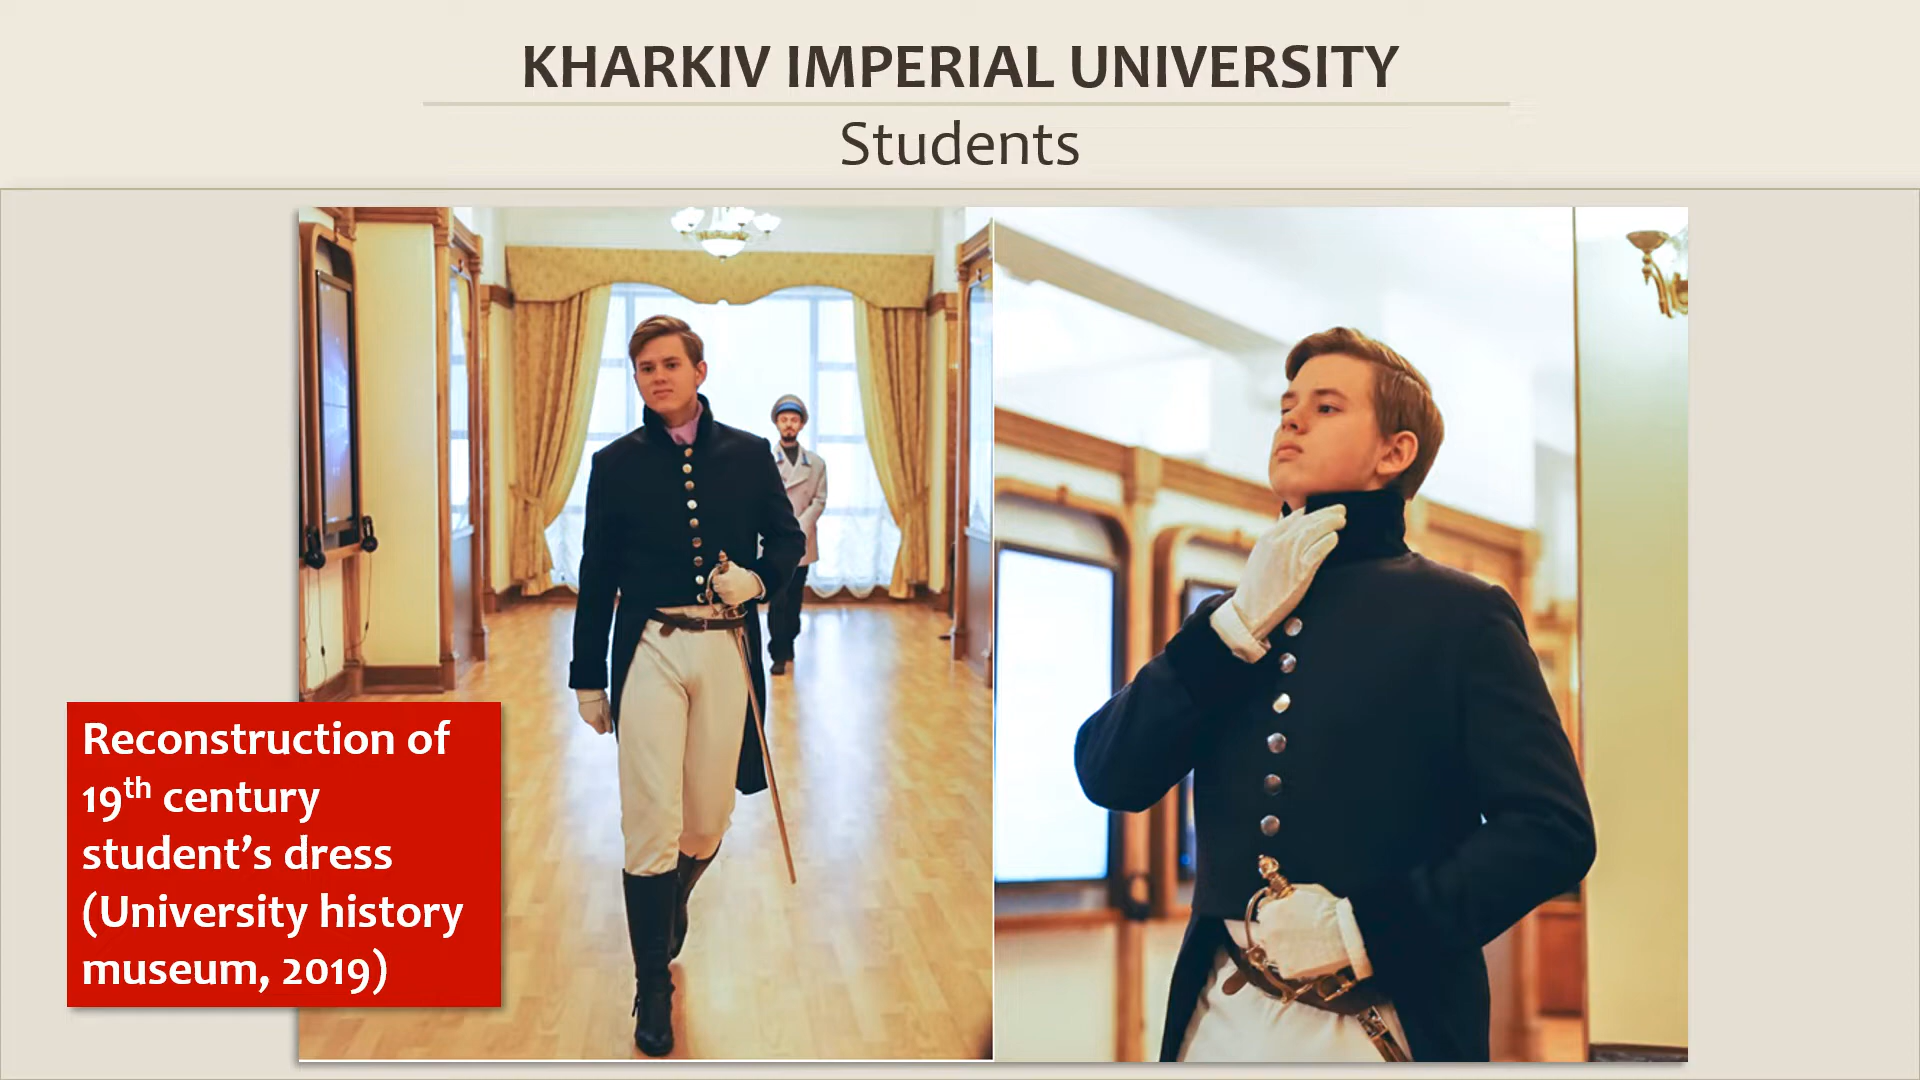 KHARKIV IMPERIAL UNIVERSITY
Students
Reconstruction of
19th century
student’s dress
(University history
museum, 2019)